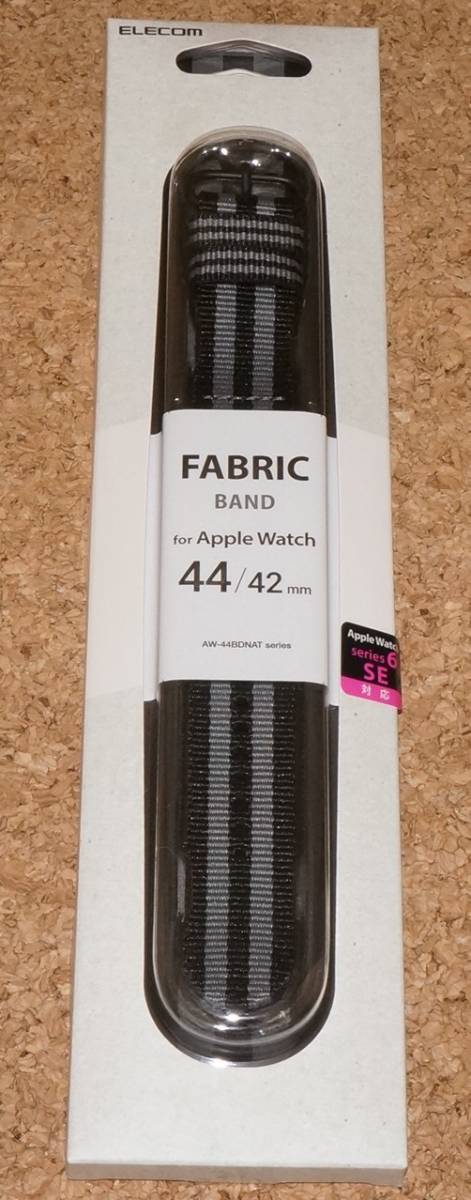 ELECOM
FABRIC
BAND
for Apple Watch
44/42 mm
AW-44BDNAT series
Apple Watch
series 6
SE
対応